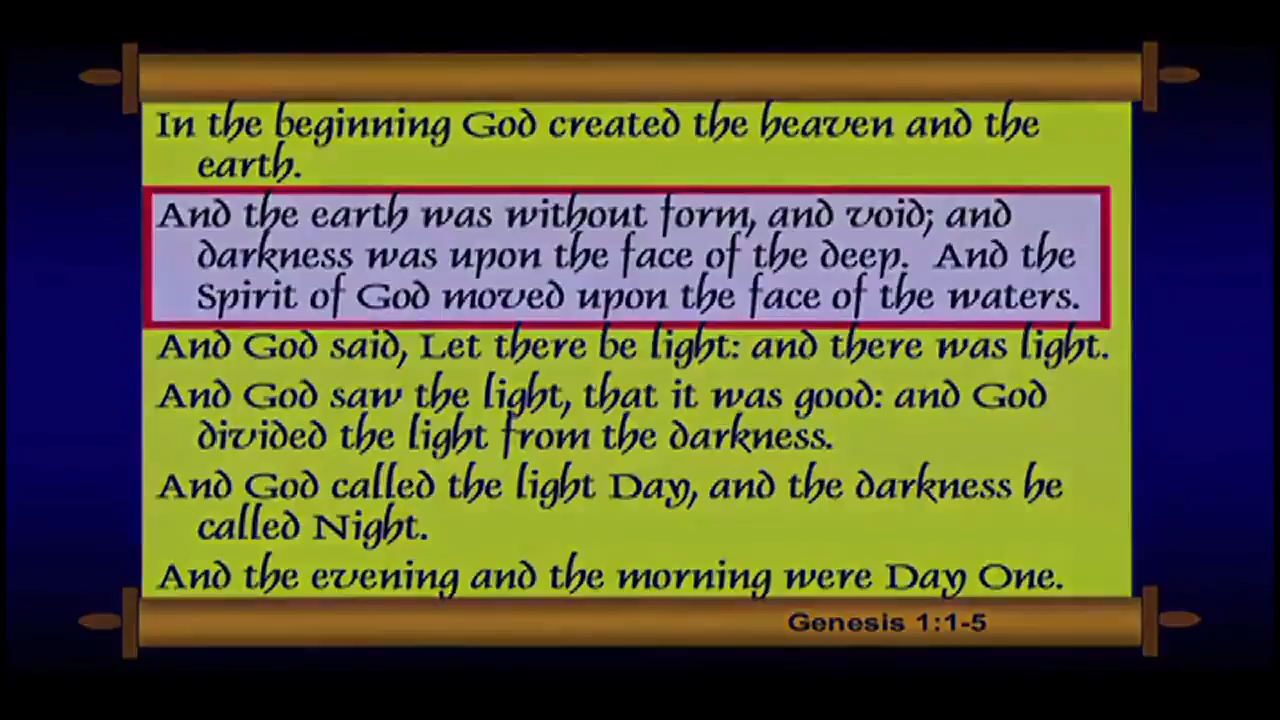 In the beginning God created the heaven and the
earth.
And the earth was without form, and void; and
darkness was upon the face of the deep. And the
Spirit of God moved upon the face of the waters.
And God said, Let there be light: and there was light.
And God saw the light, that it was good: and God
divided the light from the darkness.
And God called the light Day, and the darkness he
called Night.
And the evening and the morning were Day One.
Genesis 1:1-5